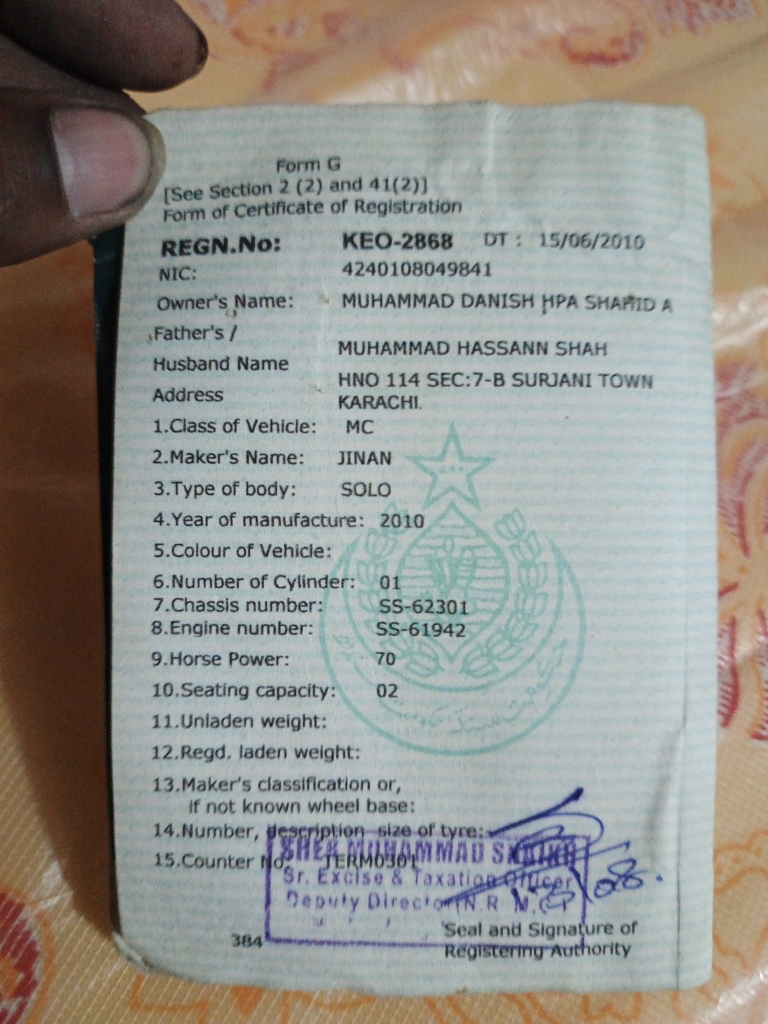 Form G
[See Section 2 (2) and 41(2)]
Form of Certificate of Registration
REGN.No: KEO-2868 DT : 15/06/2010
NIC: 4240108049841
Owner's Name: MUHAMMAD DANISH HPA SHAHID A
Father's /
Husband Name MUHAMMAD HASSANN SHAH
Address HNO 114 SEC:7-B SURJANI TOWN
KARACHI.
1.Class of Vehicle: MC
2.Maker's Name: JINAN
3.Type of body: SOLO
4.Year of manufacture: 2010
5.Colour of Vehicle:
6.Number of Cylinder: 01
7.Chassis number: SS-62301
8.Engine number: SS-61942
9.Horse Power: 70
10.Seating capacity: 02
11.Unladen weight:
12.Regd. laden weight:
13.Maker's classification or,
if not known wheel base:
14.Number, description size of tyre:
15.Counter No. TERM0301
SHER MUHAMMAD SHAIKH
Sr. Excise & Taxation Officer
Deputy Director
384
Seal and Signature of
Registering Authority